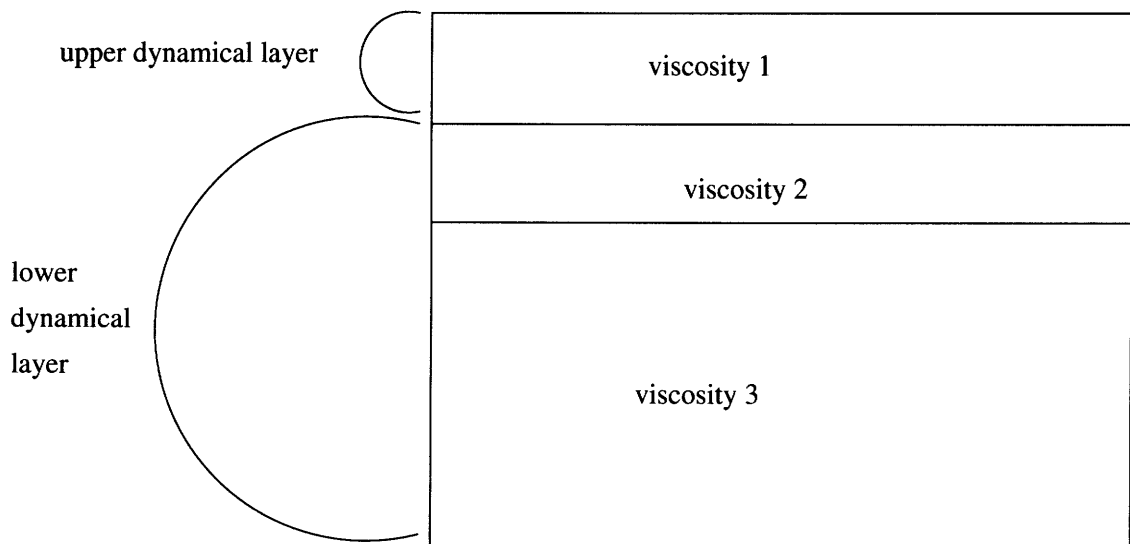 upper dynamical layer
viscosity 1
viscosity 2
lower
dynamical
layer
viscosity 3